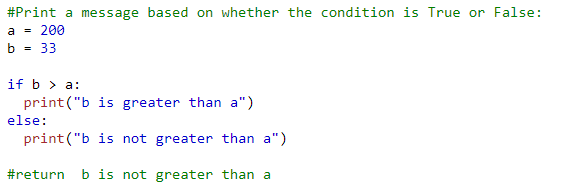 #Print a message based on whether the condition is True or False:
a = 200
b = 33

if b > a:
  print("b is greater than a")
else:
  print("b is not greater than a")

#return  b is not greater than a